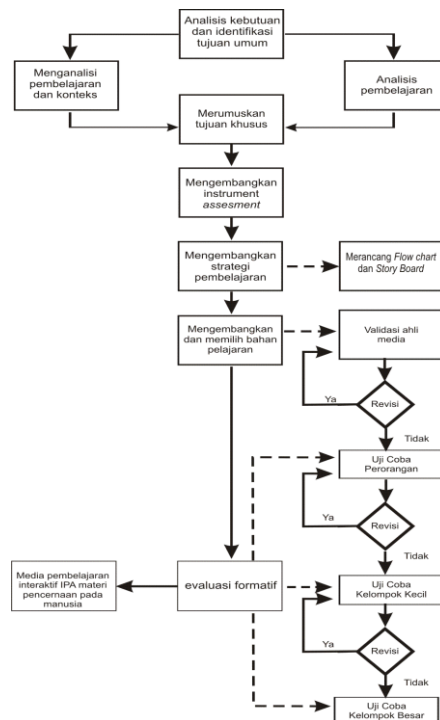 Analisis kebutuan
dan identifikasi
tujuan umum
Menganalisi
pembelajaran
dan konteks
Analisis
pembelajaran
Merumuskan
tujuan khusus
Mengembangkan
instrument
assesment
Mengembangkan
strategi
pembelajaran
Merancang Flow chart
dan Story Board
Mengembangkan
dan memilih bahan
pelajaran
Validasi ahli
media
Ya
Revisi
Tidak
Uji Coba
Perorangan
Ya
Revisi
Tidak
Media pembelajaran
interaktif IPA materi
pencernaan pada
manusia
evaluasi formatif
Uji Coba
Kelompok Kecil
Ya
Revisi
Tidak
Uji Coba
Kelompok Besar